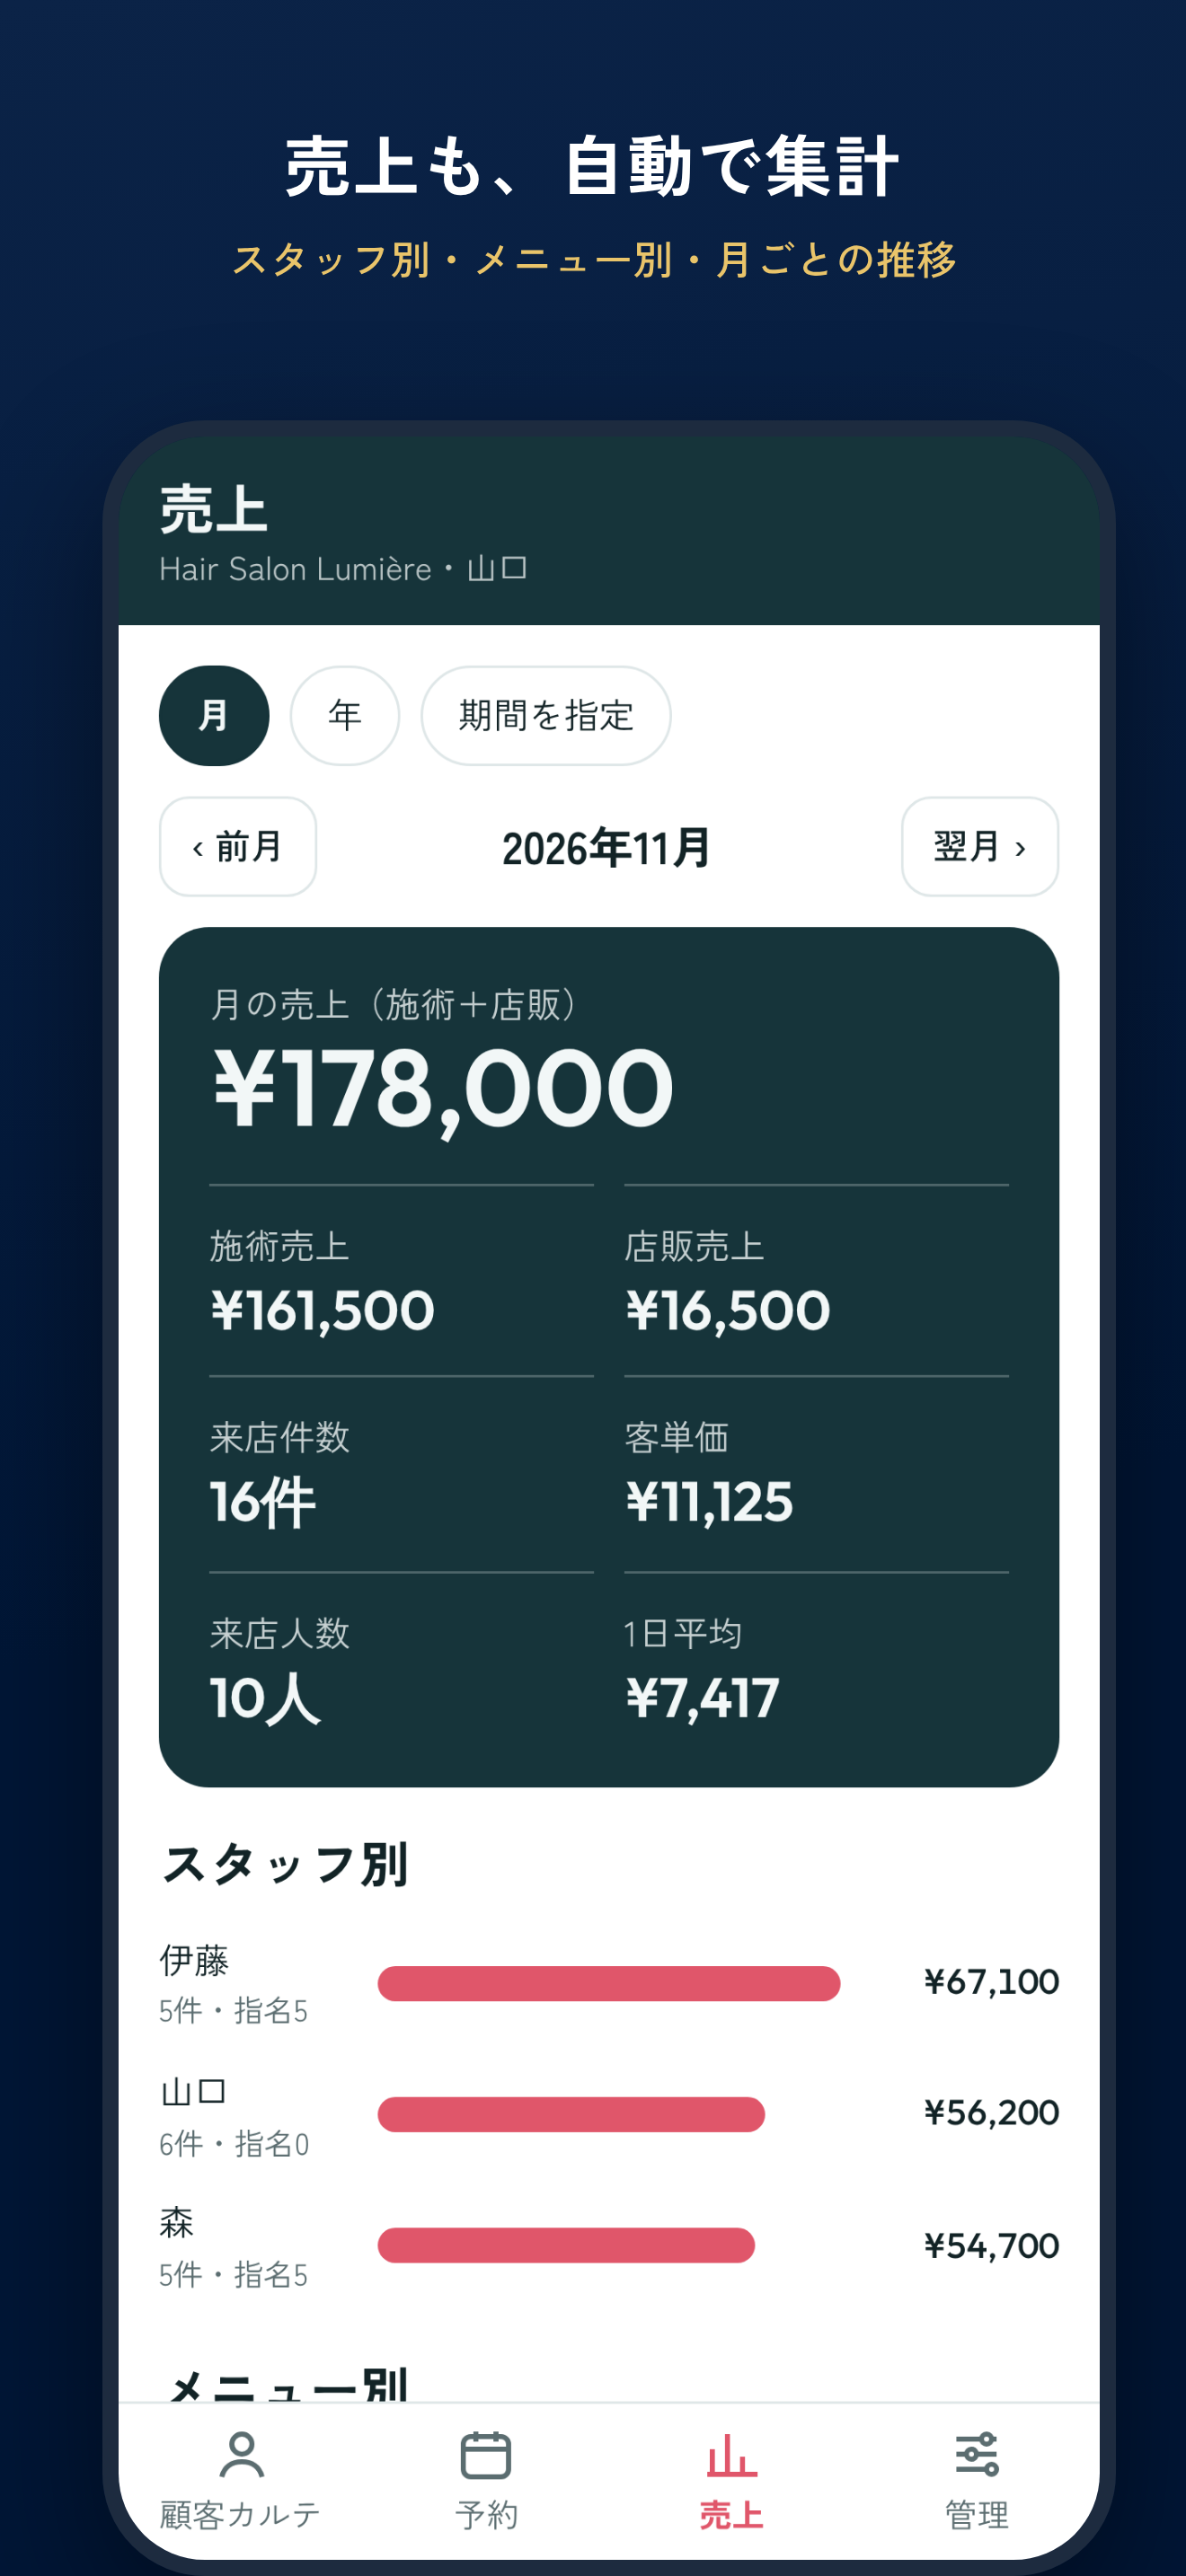 売上も、自動で集計
スタッフ別・メニュー別・月ごとの推移
売上
Hair Salon Lumière・山口
月 年 期間を指定
‹ 前月 2026年11月 翌月 ›
月の売上（施術＋店販）
¥178,000
施術売上 店販売上
¥161,500 ¥16,500
来店件数 客単価
16件 ¥11,125
来店人数 1日平均
10人 ¥7,417
スタッフ別
伊藤
5件・指名5 ¥67,100
山口
6件・指名0 ¥56,200
森
5件・指名5 ¥54,700
メニュー別
顧客カルテ 予約 売上 管理